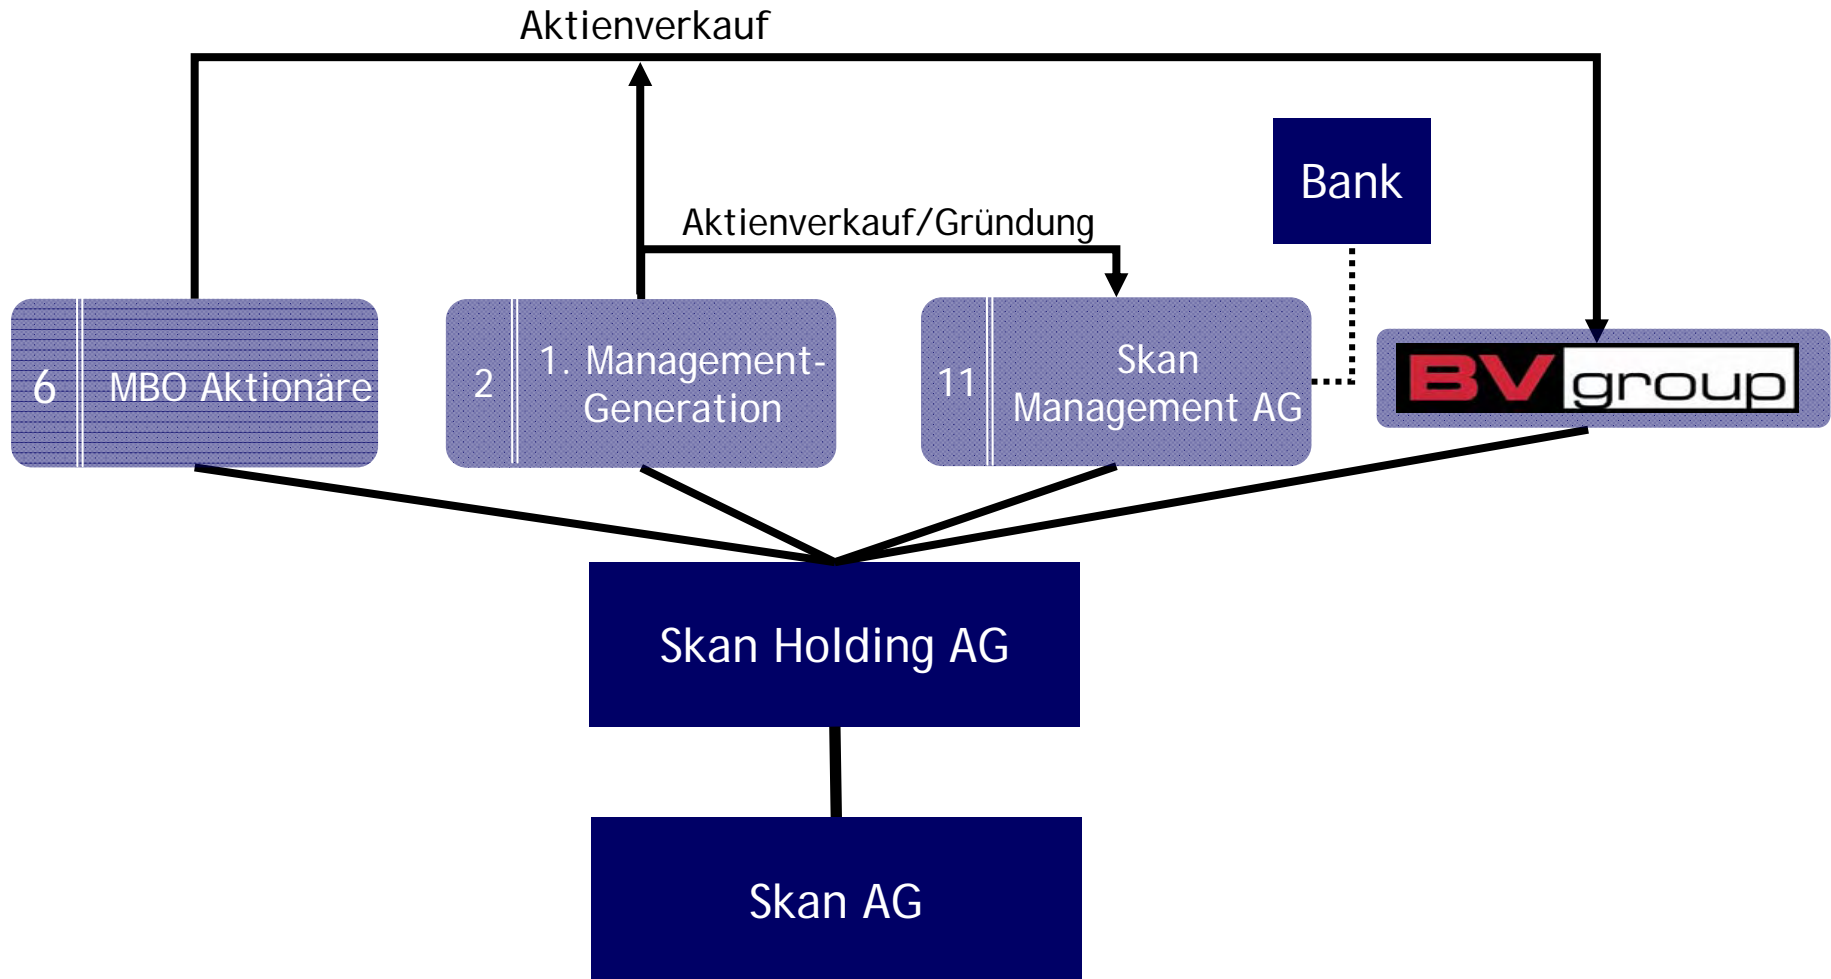 Aktienverkauf
Bank
Aktienverkauf/Gründung
6
MBO Aktionäre
2
1. Management-
Generation
11
Skan
Management AG
BV group
Skan Holding AG
Skan AG